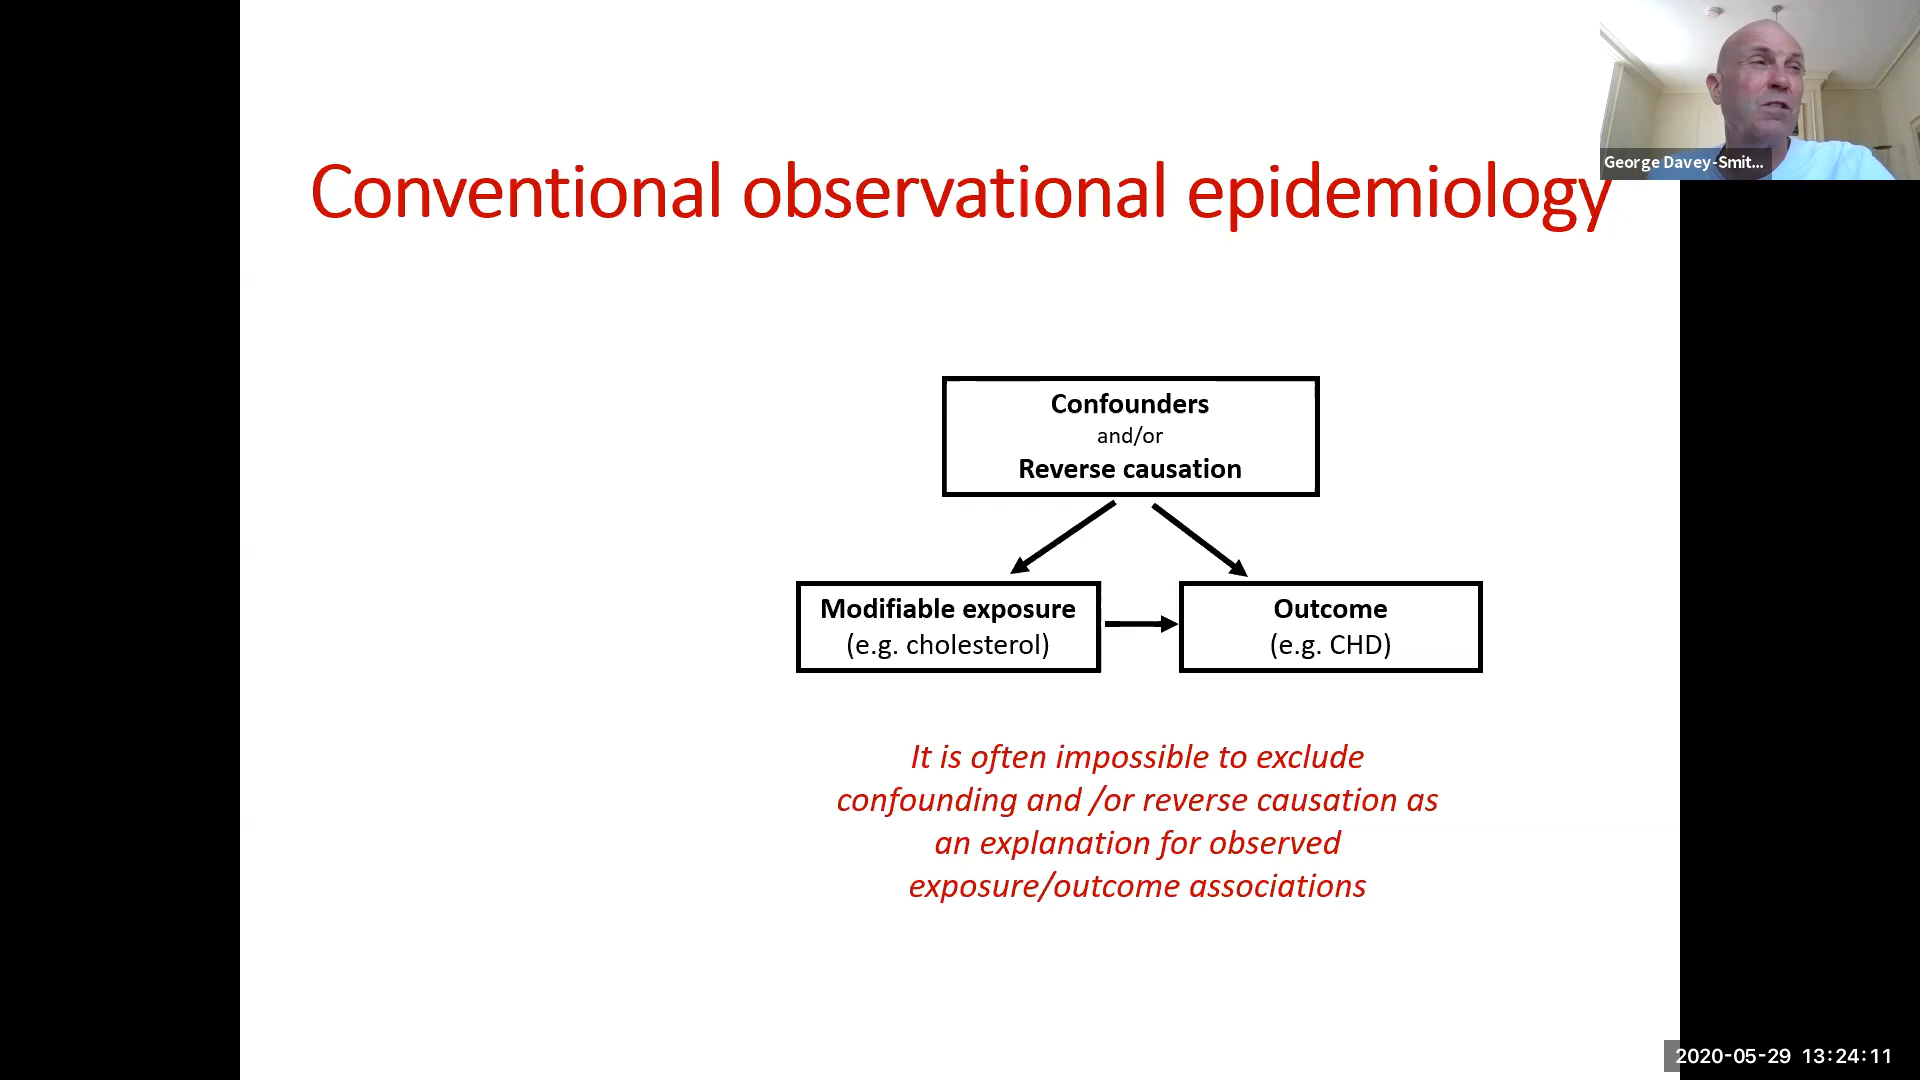 George Davey-Smit...
Conventional observational epidemiology
Confounders
and/or
Reverse causation
Modifiable exposure
(e.g. cholesterol)
Outcome
(e.g. CHD)
It is often impossible to exclude
confounding and /or reverse causation as
an explanation for observed
exposure/outcome associations
2020-05-29 13:24:11